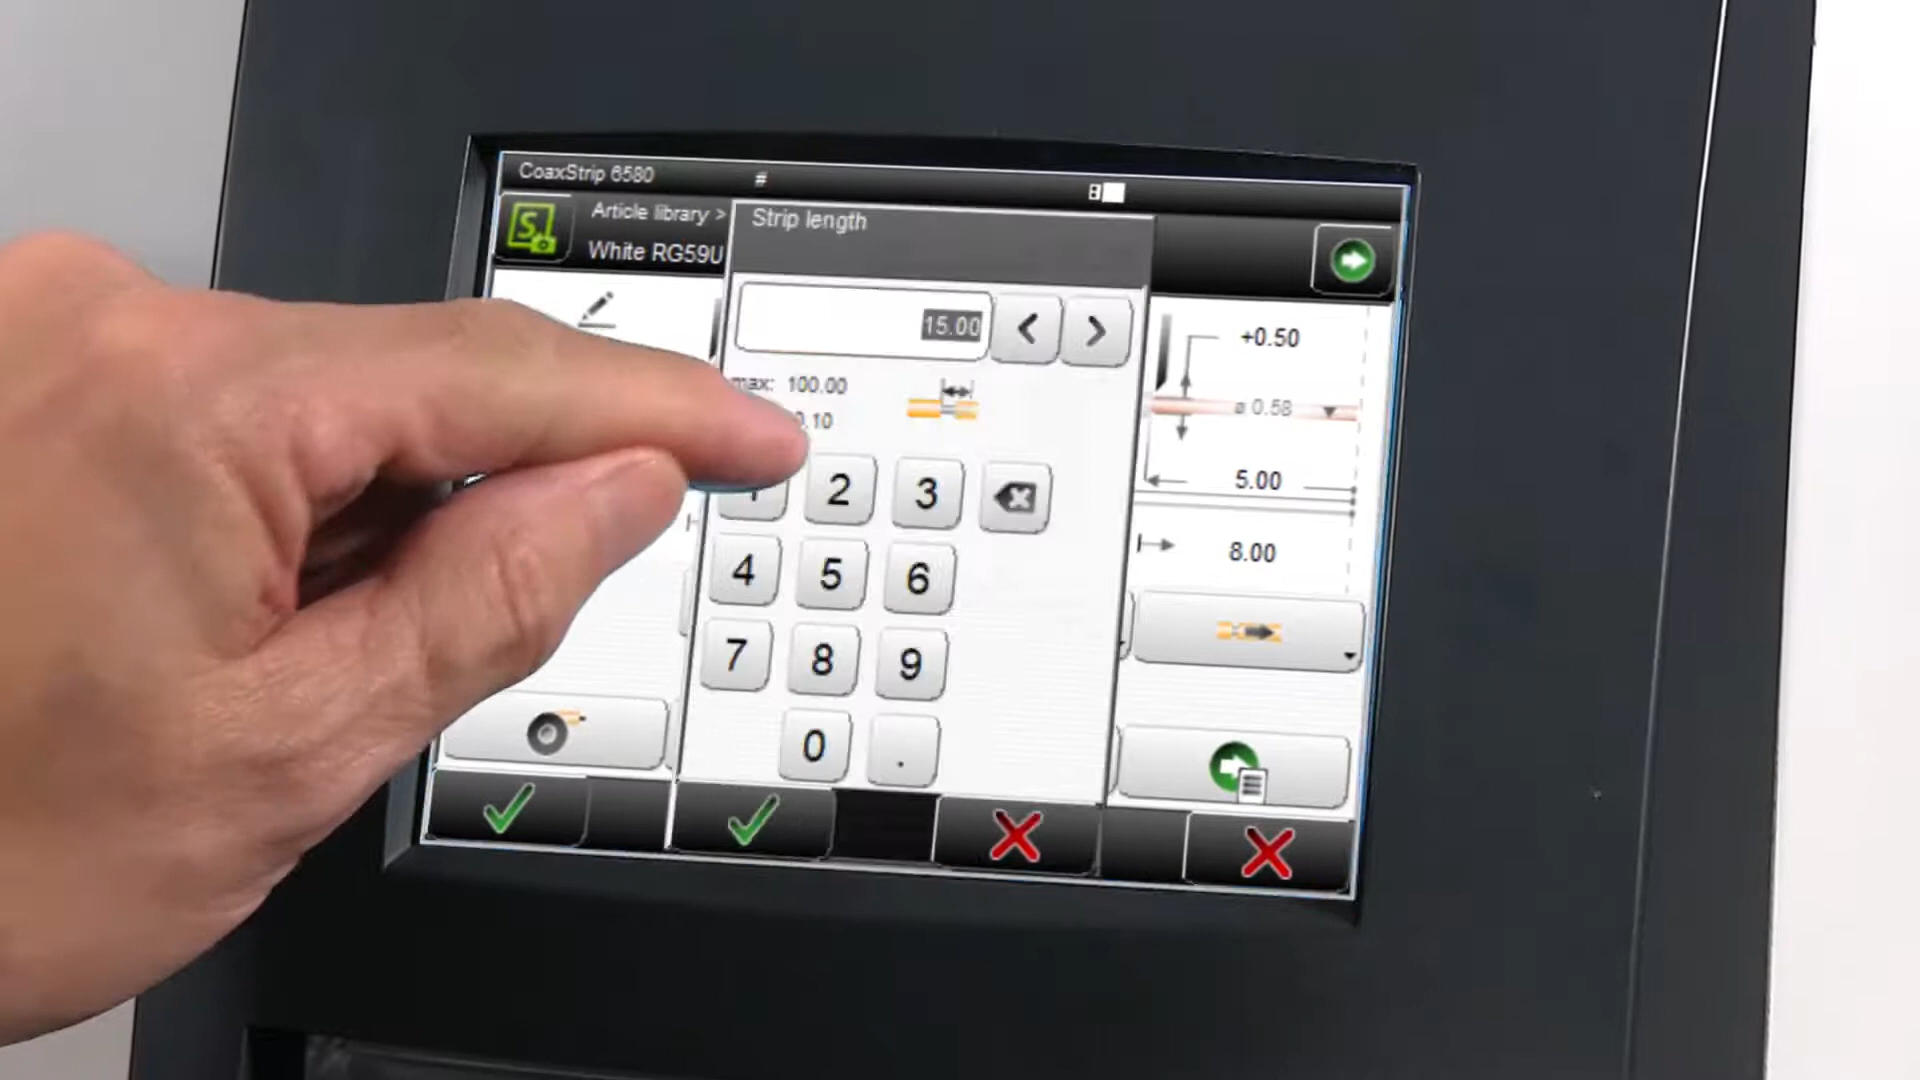 CoaxStrip 6580 #
Article library >
White RG59U
Strip length
15.00
max: 100.00
0.10
+0.50
ø 0.58
5.00
8.00
1 2 3
4 5 6
7 8 9
0 .